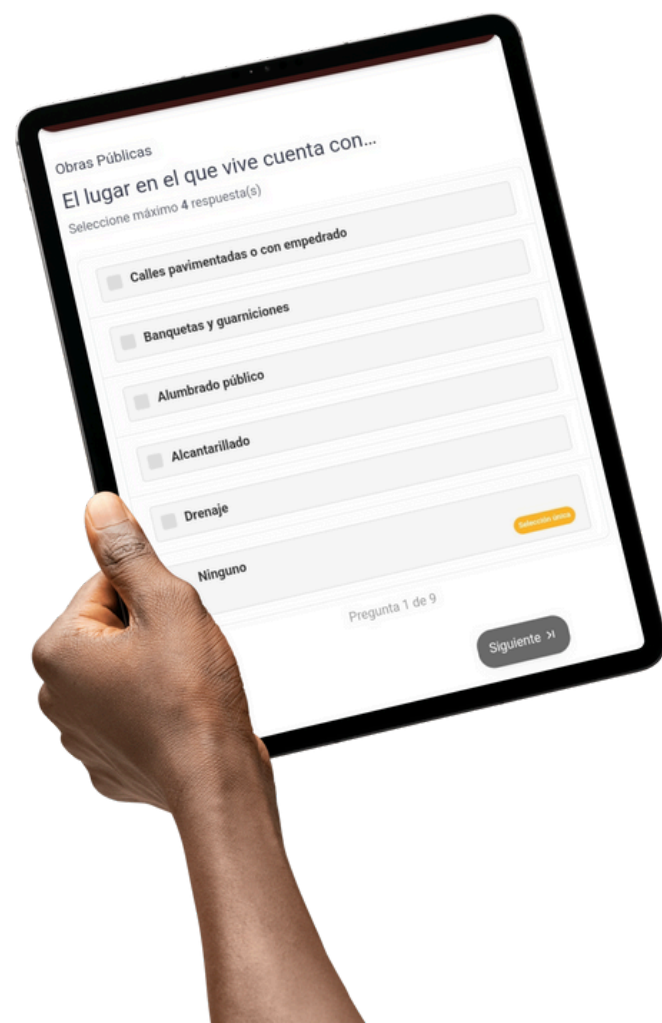 Obras Públicas
El lugar en el que vive cuenta con...
Seleccione máximo 4 respuesta(s)
Calles pavimentadas o con empedrado
Banquetas y guarniciones
Alumbrado público
Alcantarillado
Drenaje
Ninguno
Selección única
Pregunta 1 de 9
Siguiente